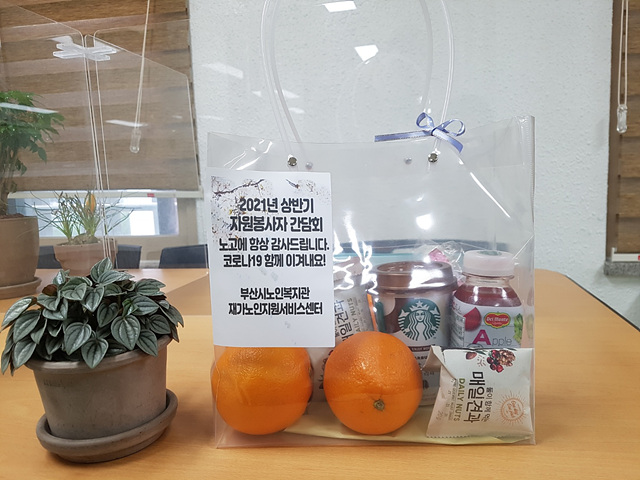 2021년 상반기
자원봉사자 간담회
노고에 항상 감사드립니다.
코로나19 함께 이겨내요!
부산시노인복지관
재가노인지원서비스센터
Del Monte
Apple
매일견과
DAILY NUTS